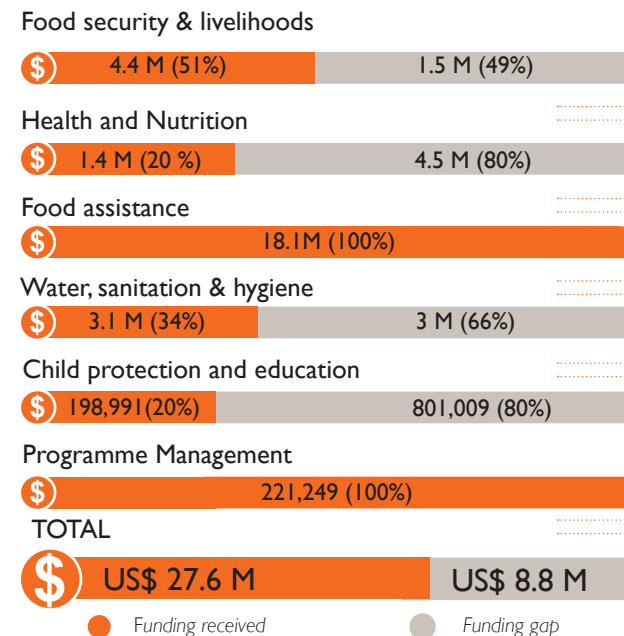 Food security & livelihoods
$ 4.4 M (51%) 1.5 M (49%)
Health and Nutrition
$ 1.4 M (20 %) 4.5 M (80%)
Food assistance
$ 18.1M (100%)
Water, sanitation & hygiene
$ 3.1 M (34%) 3 M (66%)
Child protection and education
$ 198,991(20%) 801,009 (80%)
Programme Management
$ 221,249 (100%)
TOTAL
$ US$ 27.6 M US$ 8.8 M
Funding received Funding gap